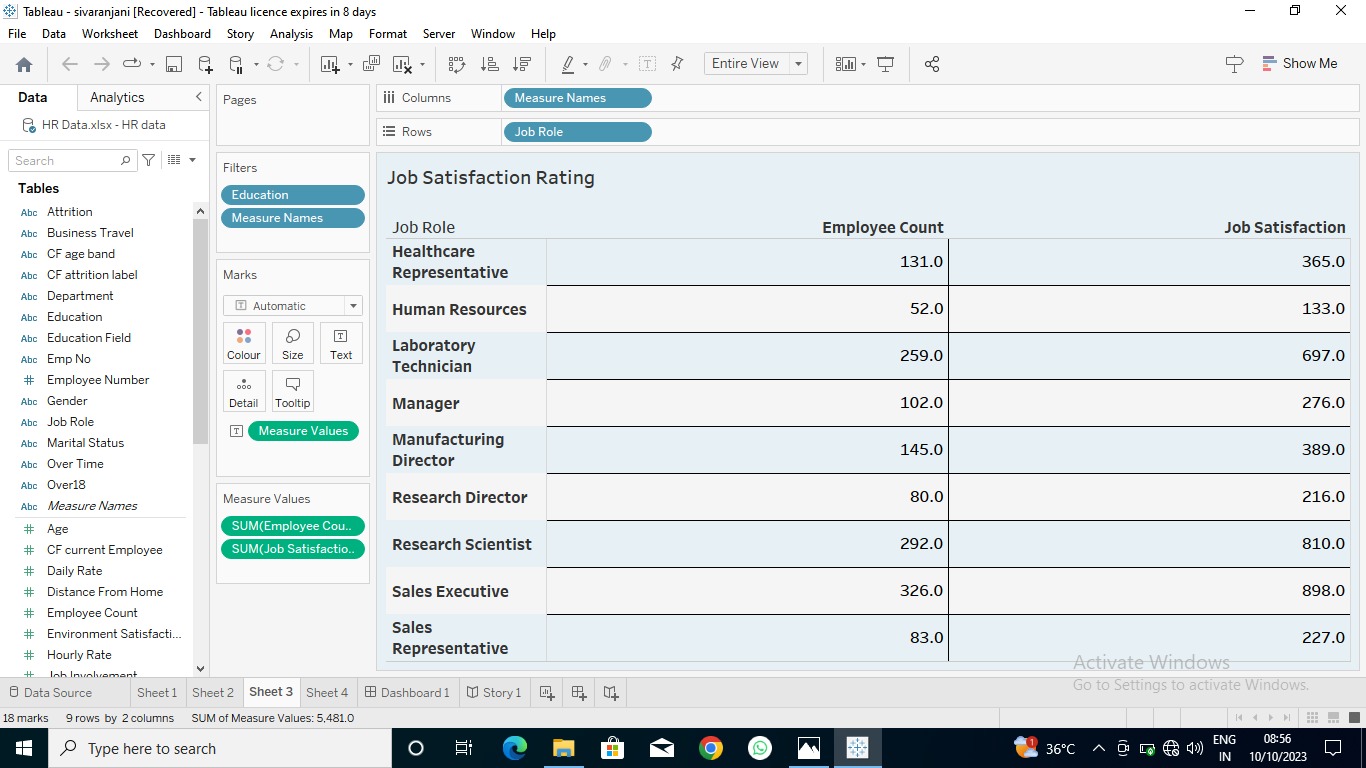 Tableau - sivaranjani [Recovered] - Tableau licence expires in 8 days
File Data Worksheet Dashboard Story Analysis Map Format Server Window Help
Entire View
Show Me
Data Analytics
HR Data.xlsx - HR data
Search
Tables
Abc Attrition
Abc Business Travel
Abc CF age band
Abc CF attrition label
Abc Department
Abc Education
Abc Education Field
Abc Emp No
# Employee Number
Abc Gender
Abc Job Role
Abc Marital Status
Abc Over Time
Abc Over18
Abc Measure Names
# Age
# CF current Employee
# Daily Rate
# Distance From Home
# Employee Count
# Environment Satisfacti...
# Hourly Rate
# Job Involvement
Pages
Filters
Education
Measure Names
Marks
T Automatic
Colour Size Text
Detail Tooltip
T Measure Values
Measure Values
SUM(Employee Cou..
SUM(Job Satisfactio..
Columns Measure Names
Rows Job Role
Job Satisfaction Rating
Job Role Employee Count Job Satisfaction
Healthcare
Representative 131.0 365.0
Human Resources 52.0 133.0
Laboratory
Technician 259.0 697.0
Manager 102.0 276.0
Manufacturing
Director 145.0 389.0
Research Director 80.0 216.0
Research Scientist 292.0 810.0
Sales Executive 326.0 898.0
Sales
Representative 83.0 227.0
Activate Windows
Go to Settings to activate Windows.
Data Source Sheet 1 Sheet 2 Sheet 3 Sheet 4 Dashboard 1 Story 1
18 marks 9 rows by 2 columns SUM of Measure Values: 5,481.0
Type here to search
1 36°C
ENG
IN
08:56
10/10/2023